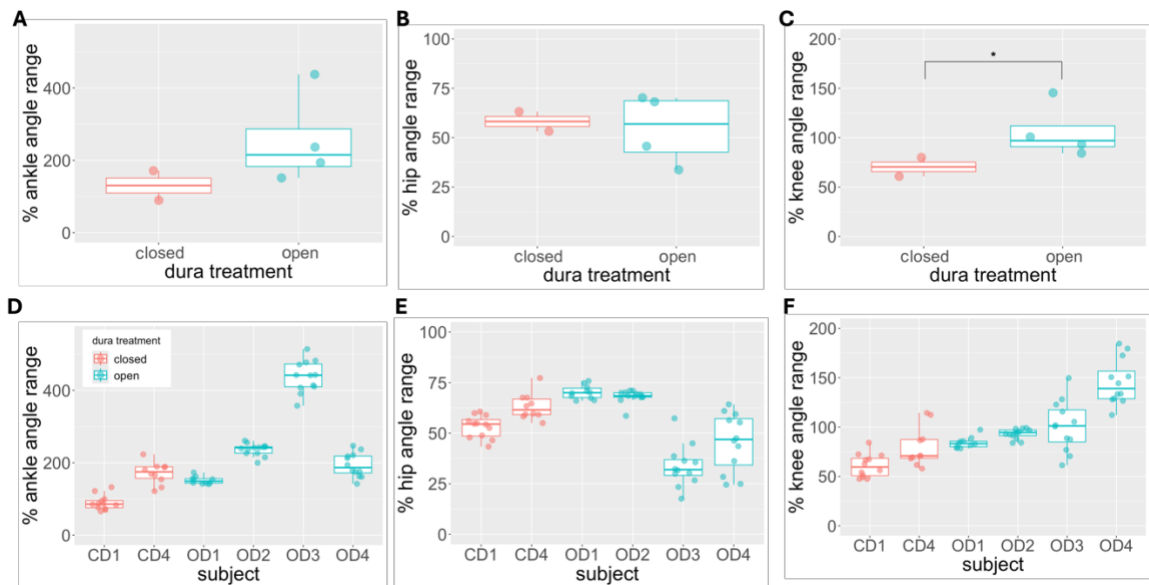 A
% ankle angle range
400
200
0
closed
open
dura treatment
B
% hip angle range
100
75
50
25
0
closed
open
dura treatment
C
% knee angle range
200
150
100
50
0
*
closed
open
dura treatment
D
% ankle angle range
400
200
0
dura treatment
closed
open
CD1 CD4 OD1 OD2 OD3 OD4
subject
E
% hip angle range
100
75
50
25
0
CD1 CD4 OD1 OD2 OD3 OD4
subject
F
% knee angle range
200
150
100
50
0
CD1 CD4 OD1 OD2 OD3 OD4
subject